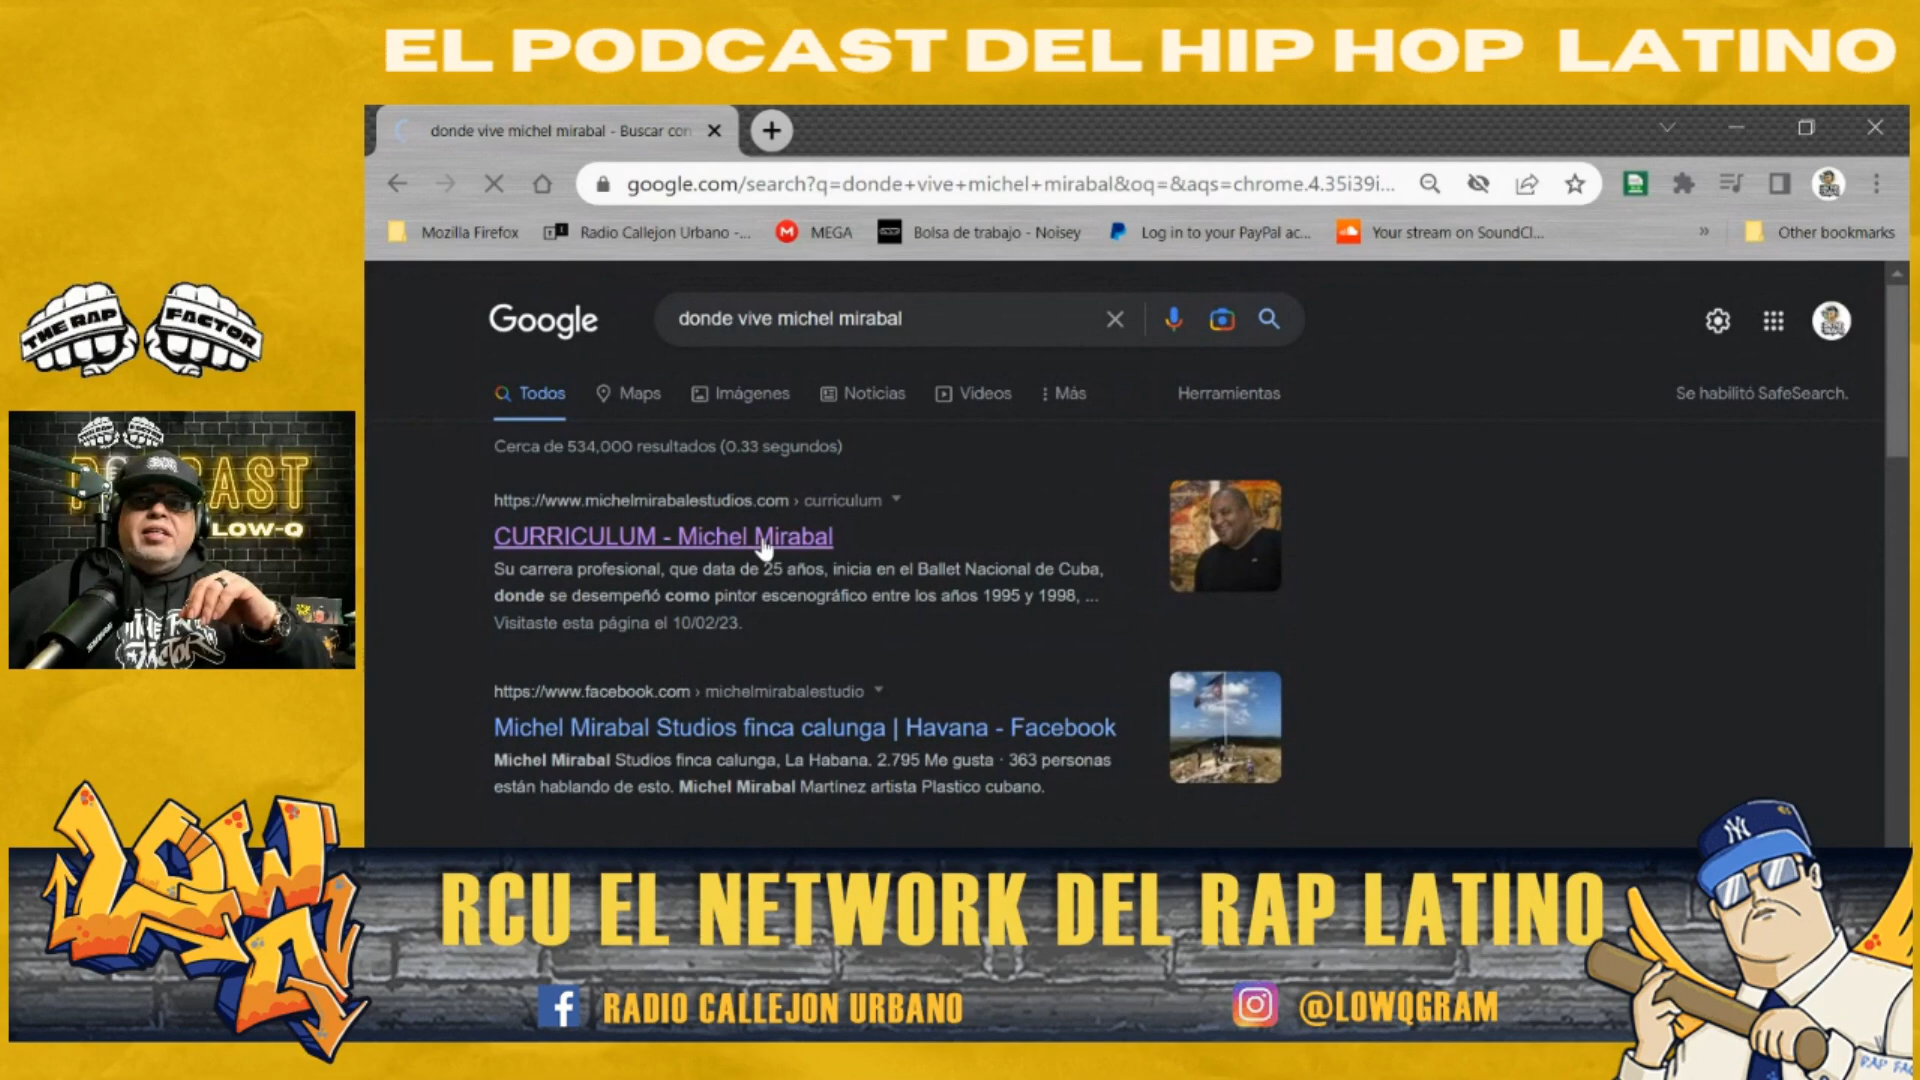 EL PODCAST DEL HIP HOP LATINO
donde vive michel mirabal - Buscar con
google.com/search?q=donde+vive+michel+mirabal&oq=&aqs=chrome.4.35i39i...
Mozilla Firefox
Radio Callejon Urbano -...
MEGA
Bolsa de trabajo - Noisey
Log in to your PayPal ac...
Your stream on SoundCl...
»
Other bookmarks
THE RAP FACTOR
Google
donde vive michel mirabal
Todos
Maps
Imágenes
Noticias
Videos
Más
Herramientas
Se habilitó SafeSearch.
Cerca de 534,000 resultados (0.33 segundos)
https://www.michelmirabalestudios.com › curriculum
CURRICULUM - Michel Mirabal
Su carrera profesional, que data de 25 años, inicia en el Ballet Nacional de Cuba,
donde se desempeñó como pintor escenográfico entre los años 1995 y 1998, ...
Visitaste esta página el 10/02/23.
https://www.facebook.com › michelmirabalestudio
Michel Mirabal Studios finca calunga | Havana - Facebook
Michel Mirabal Studios finca calunga, La Habana. 2.795 Me gusta · 363 personas
están hablando de esto. Michel Mirabal Martínez artista Plastico cubano.
LOW-Q
LOW
Q
RCU EL NETWORK DEL RAP LATINO
RADIO CALLEJON URBANO
@LOWQGRAM
NY